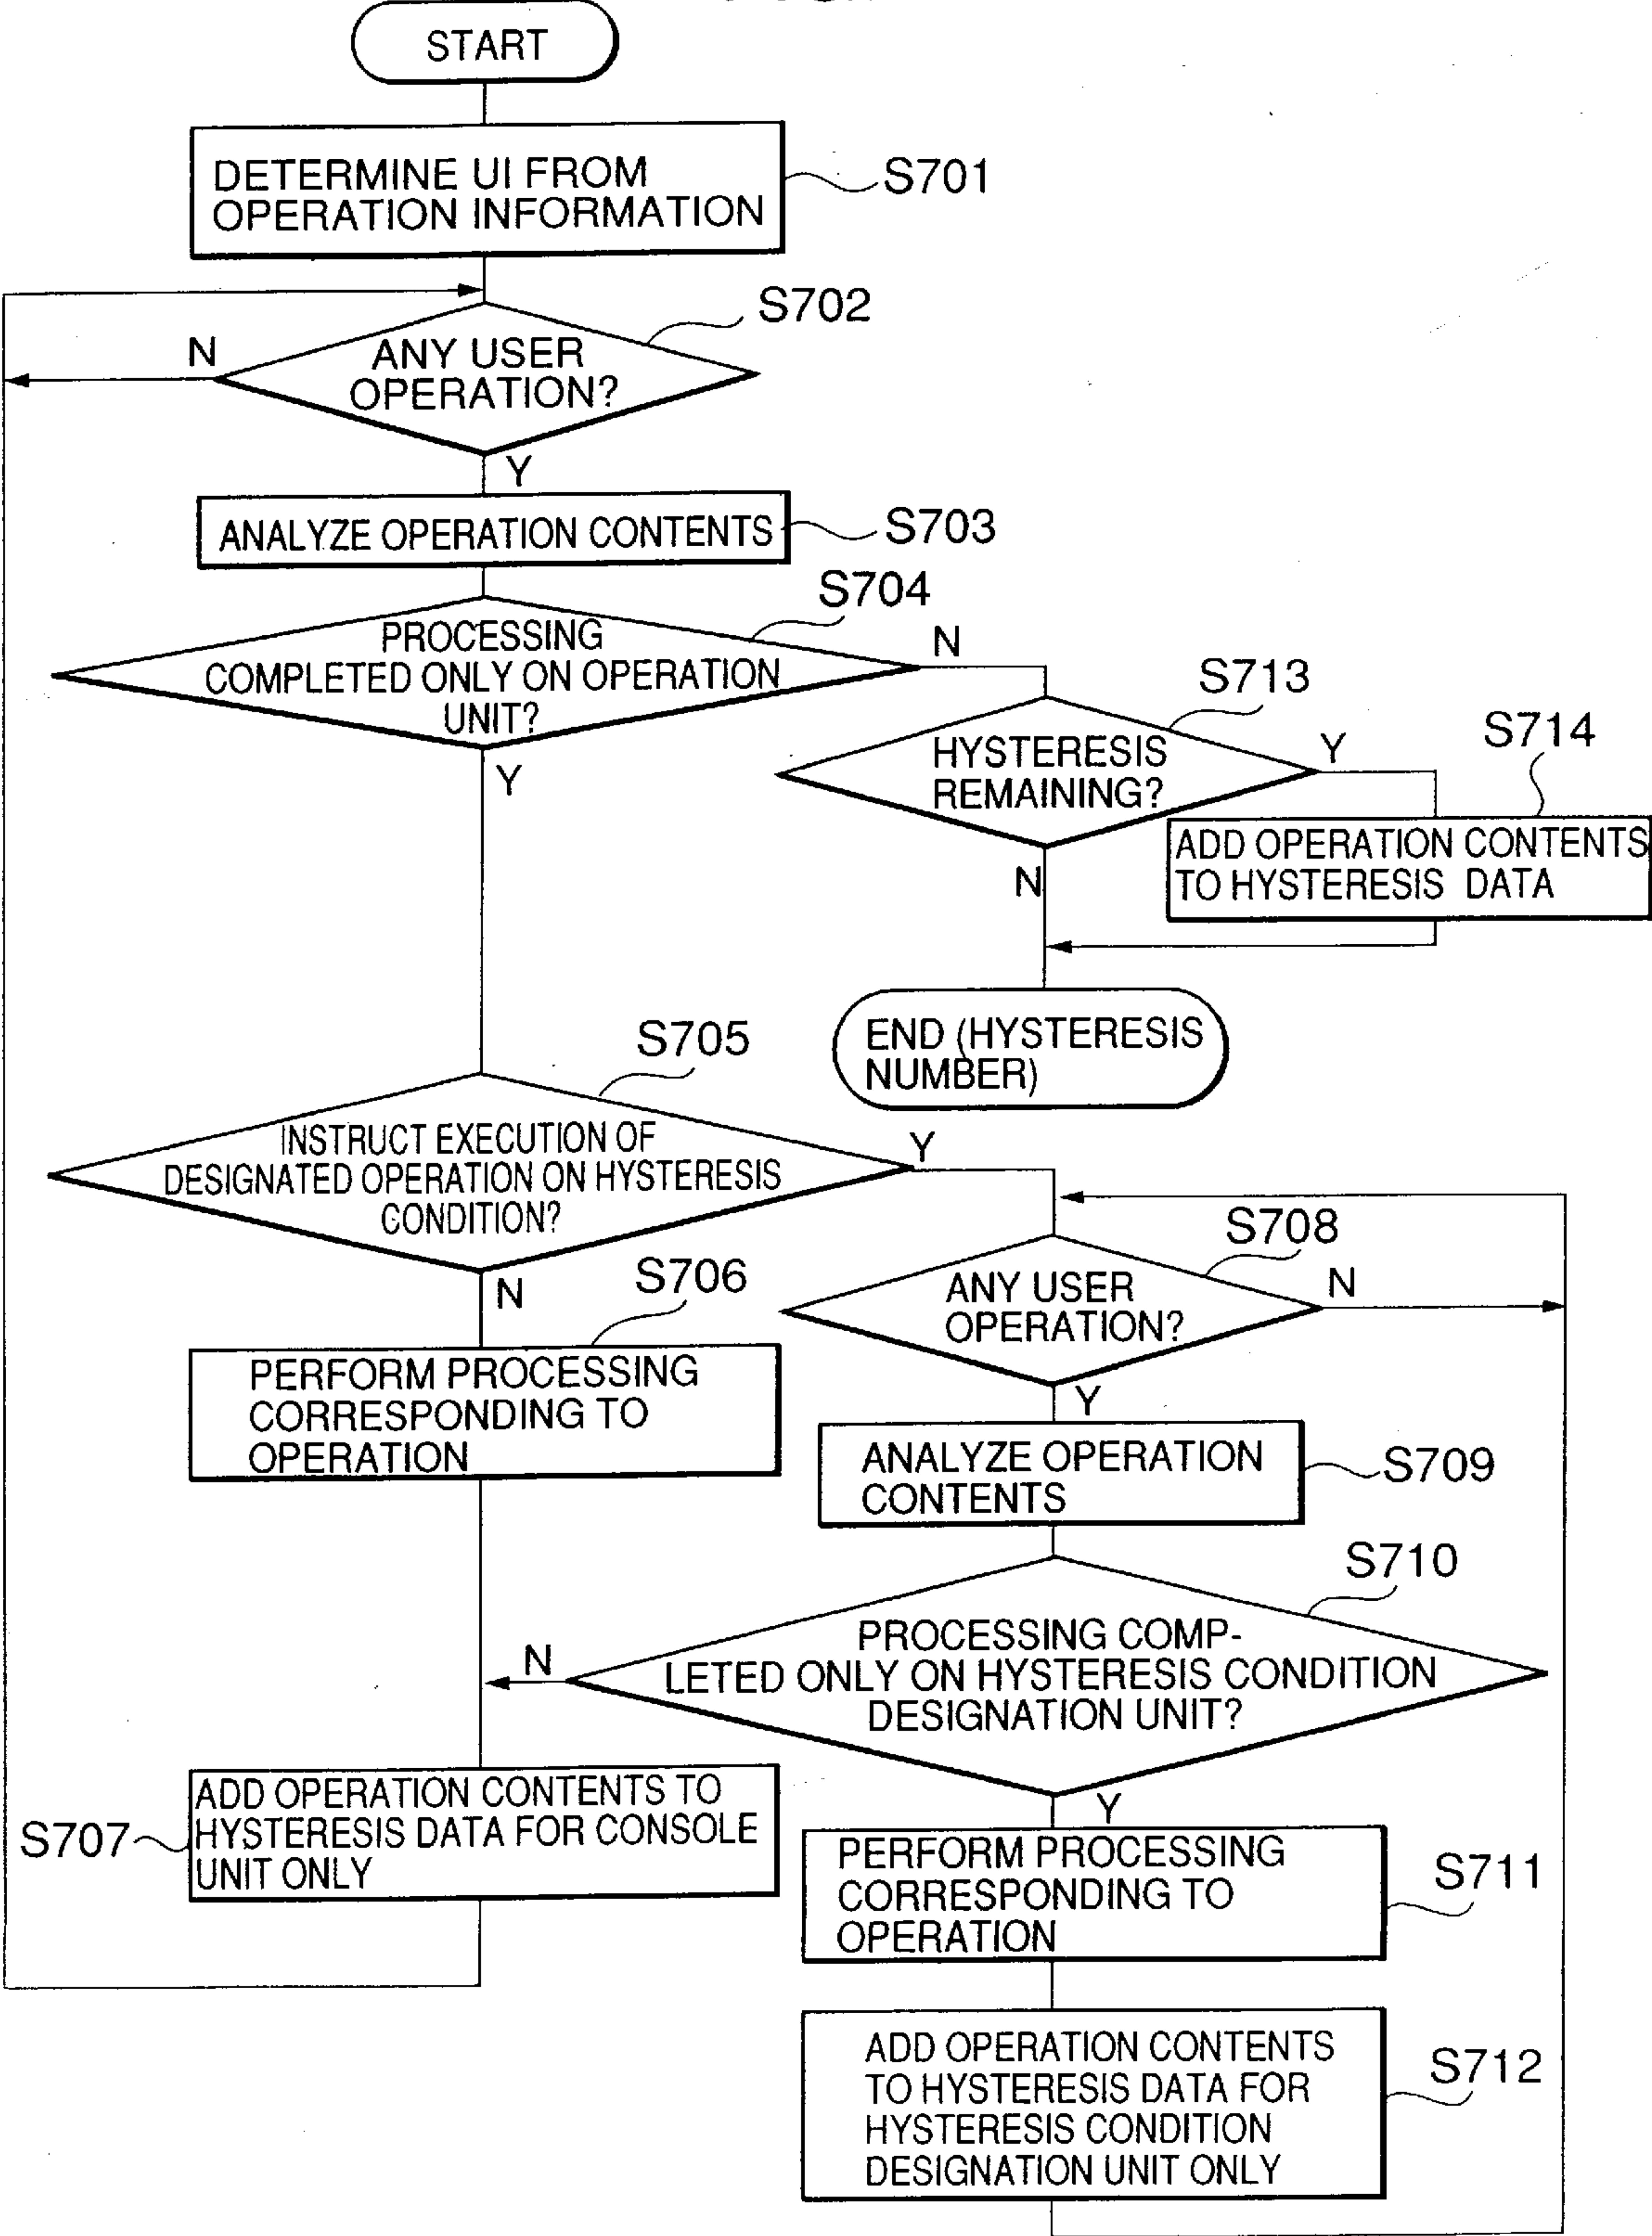 START
DETERMINE UI FROM
OPERATION INFORMATION
S701
S702
N
ANY USER
OPERATION?
Y
ANALYZE OPERATION CONTENTS
S703
S704
PROCESSING
COMPLETED ONLY ON OPERATION
UNIT?
N
Y
S713
HYSTERESIS
REMAINING?
Y
N
S714
ADD OPERATION CONTENTS
TO HYSTERESIS DATA
END (HYSTERESIS
NUMBER)
S705
INSTRUCT EXECUTION OF
DESIGNATED OPERATION ON HYSTERESIS
CONDITION?
Y
N
S706
PERFORM PROCESSING
CORRESPONDING TO
OPERATION
S708
ANY USER
OPERATION?
N
Y
ANALYZE OPERATION
CONTENTS
S709
S710
PROCESSING COMP-
LETED ONLY ON HYSTERESIS CONDITION
DESIGNATION UNIT?
N
Y
S707
ADD OPERATION CONTENTS TO
HYSTERESIS DATA FOR CONSOLE
UNIT ONLY
PERFORM PROCESSING
CORRESPONDING TO
OPERATION
S711
ADD OPERATION CONTENTS
TO HYSTERESIS DATA FOR
HYSTERESIS CONDITION
DESIGNATION UNIT ONLY
S712